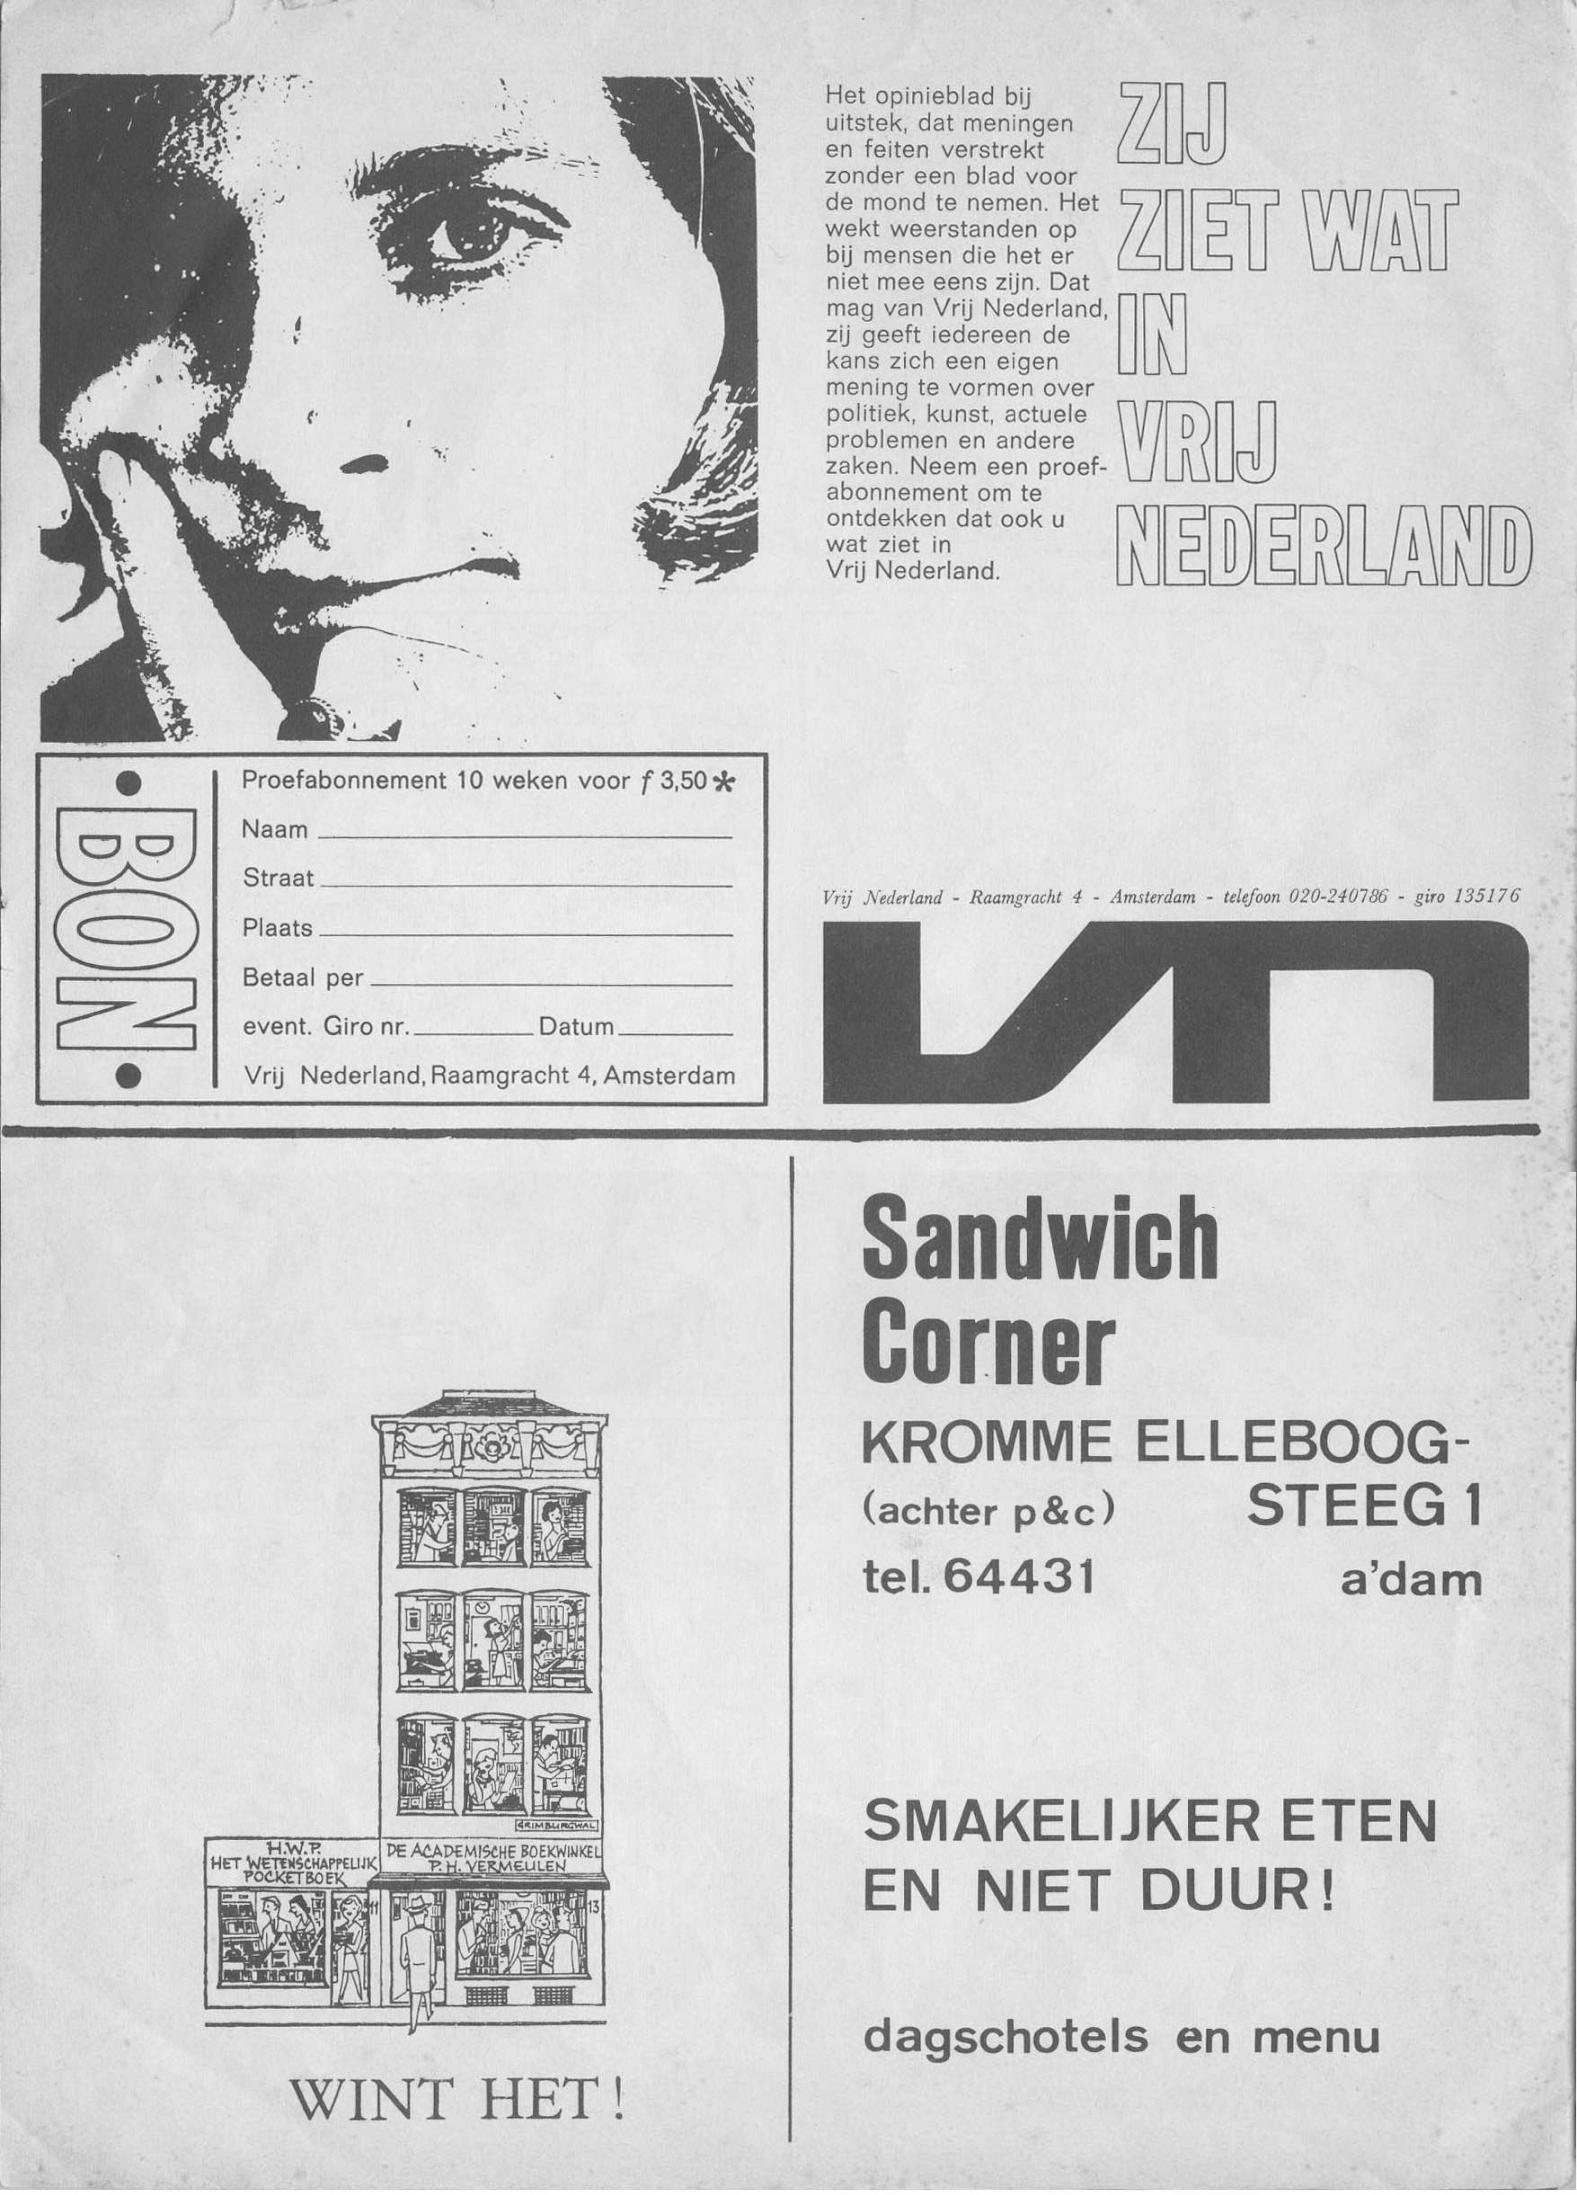 Het opinieblad bij
uitstek, dat meningen
en feiten verstrekt
zonder een blad voor
de mond te nemen. Het
wekt weerstanden op
bij mensen die het er
niet mee eens zijn. Dat
mag van Vrij Nederland,
zij geeft iedereen de
kans zich een eigen
mening te vormen over
politiek, kunst, actuele
problemen en andere
zaken. Neem een proef-
abonnement om te
ontdekken dat ook u
wat ziet in
Vrij Nederland.
ZIJ
ZIET WAT
IN
VRIJ
NEDERLAND
• BON •
Proefabonnement 10 weken voor ƒ 3,50 *
Naam
Straat
Plaats
Betaal per
event. Giro nr. Datum
Vrij Nederland, Raamgracht 4, Amsterdam
Vrij Nederland - Raamgracht 4 - Amsterdam - telefoon 020-240786 - giro 135176
vn
GRIMBURGWAL
H.W.P.
HET WETENSCHAPPELIJK
POCKETBOEK
DE ACADEMISCHE BOEKWINKEL
P. H. VERMEULEN
11
13
WINT HET!
Sandwich
Corner
KROMME ELLEBOOG-
(achter p&c) STEEG 1
tel. 64431 a'dam
SMAKELIJKER ETEN
EN NIET DUUR!
dagschotels en menu